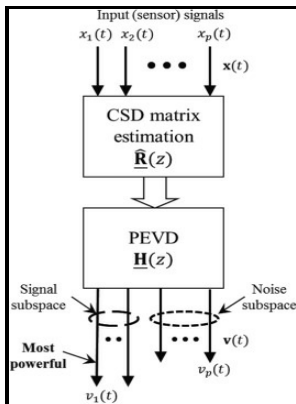 Input (sensor) signals
x₁(t) x₂(t) xₚ(t)
x(t)
CSD matrix
estimation
R̂(z)
PEVD
H(z)
Signal
subspace
Noise
subspace
v(t)
Most
powerful
vₚ(t)
v₁(t)